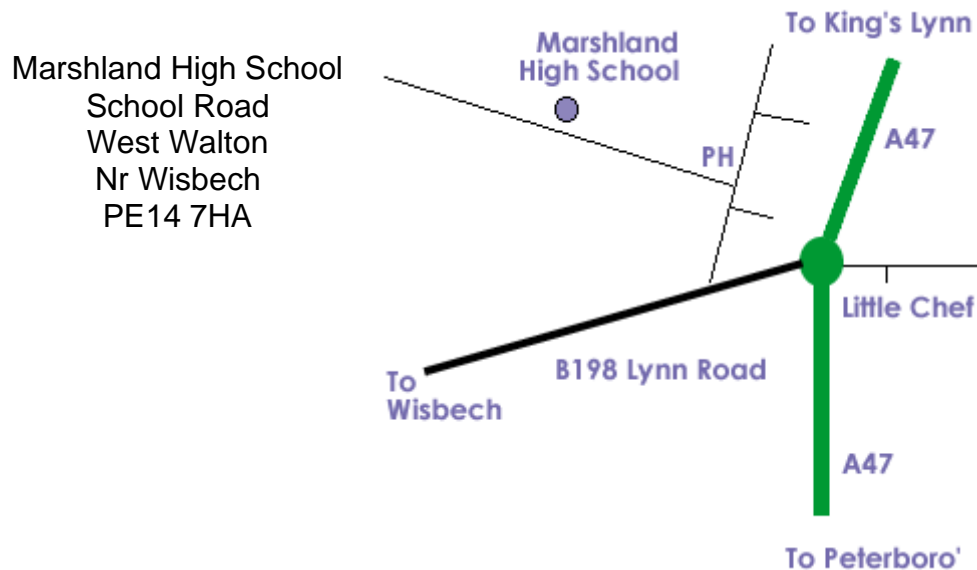 Marshland High School
School Road
West Walton
Nr Wisbech
PE14 7HA
To King's Lynn
Marshland
High School
A47
PH
Little Chef
B198 Lynn Road
To
Wisbech
A47
To Peterboro'